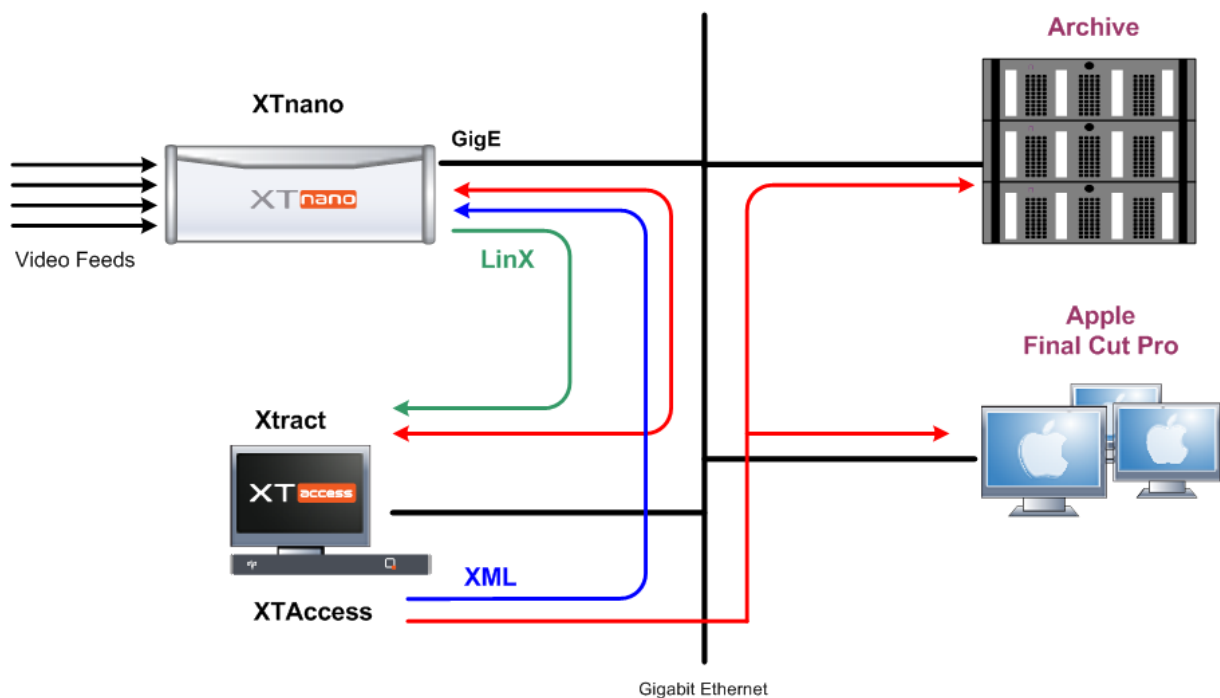 Archive
XTnano
GigE
XTnano
Video Feeds
LinX
Apple
Final Cut Pro
Xtract
XTaccess
XML
XTAccess
Gigabit Ethernet